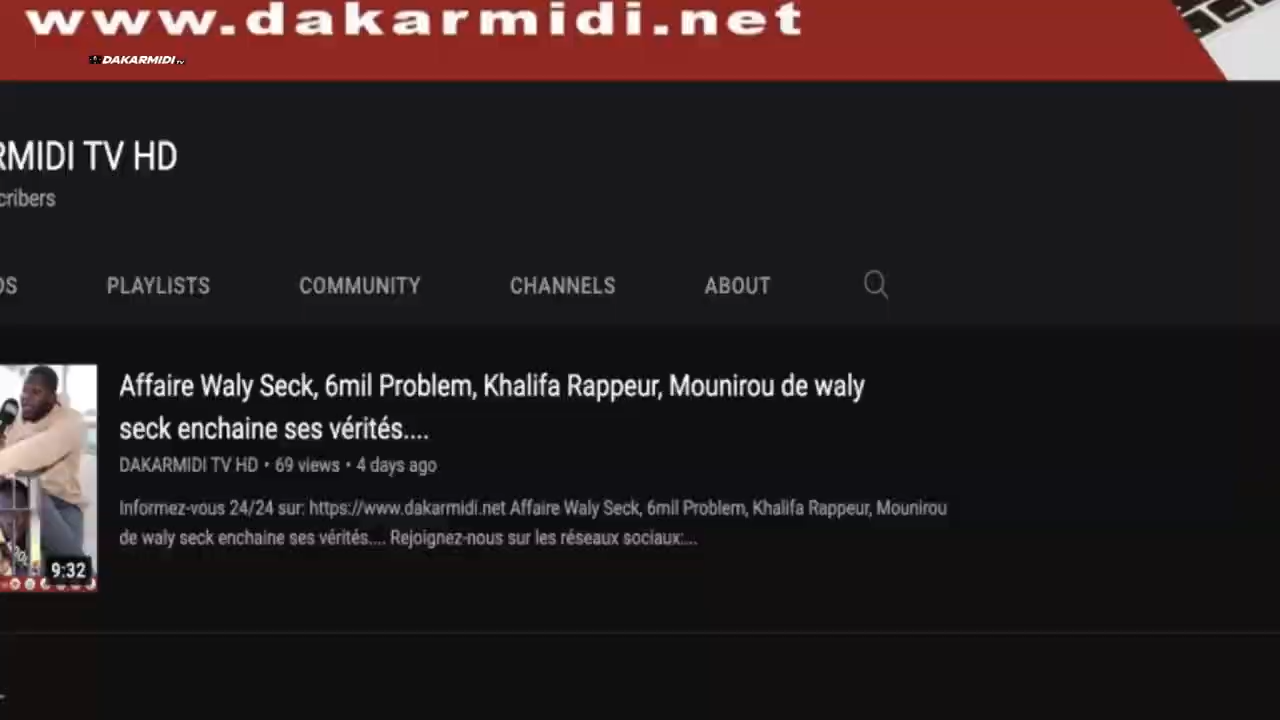 www.dakarmidi.net
DAKARMIDI TV
RMIDI TV HD
cribers
OS
PLAYLISTS
COMMUNITY
CHANNELS
ABOUT
Affaire Waly Seck, 6mil Problem, Khalifa Rappeur, Mounirou de waly
seck enchaine ses vérités....
DAKARMIDI TV HD • 69 views • 4 days ago
Informez-vous 24/24 sur: https://www.dakarmidi.net Affaire Waly Seck, 6mil Problem, Khalifa Rappeur, Mounirou
de waly seck enchaine ses vérités.... Rejoignez-nous sur les réseaux sociaux:...
9:32